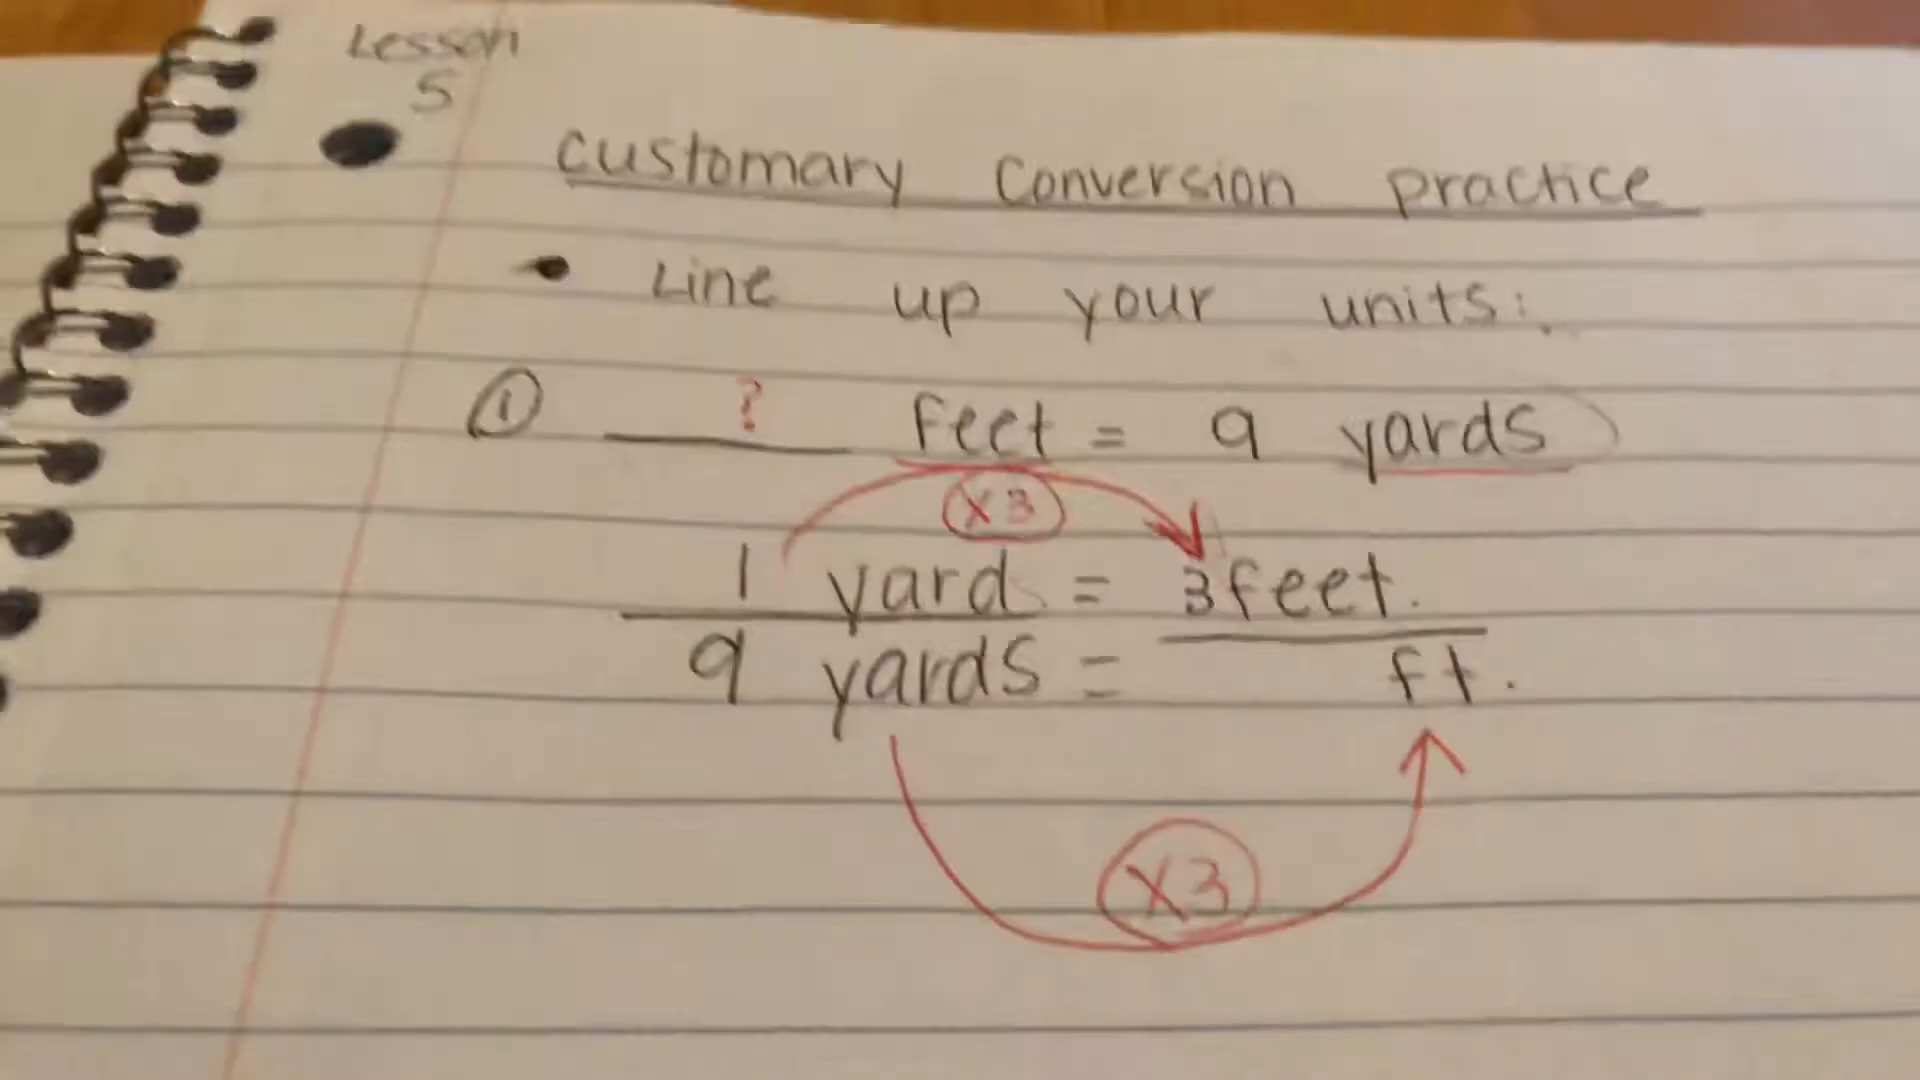 Lesson
5
Customary Conversion practice
• Line up your units:
① ? feet = 9 yards
x3
1 yard = 3 feet.
9 yards = ft.
x3